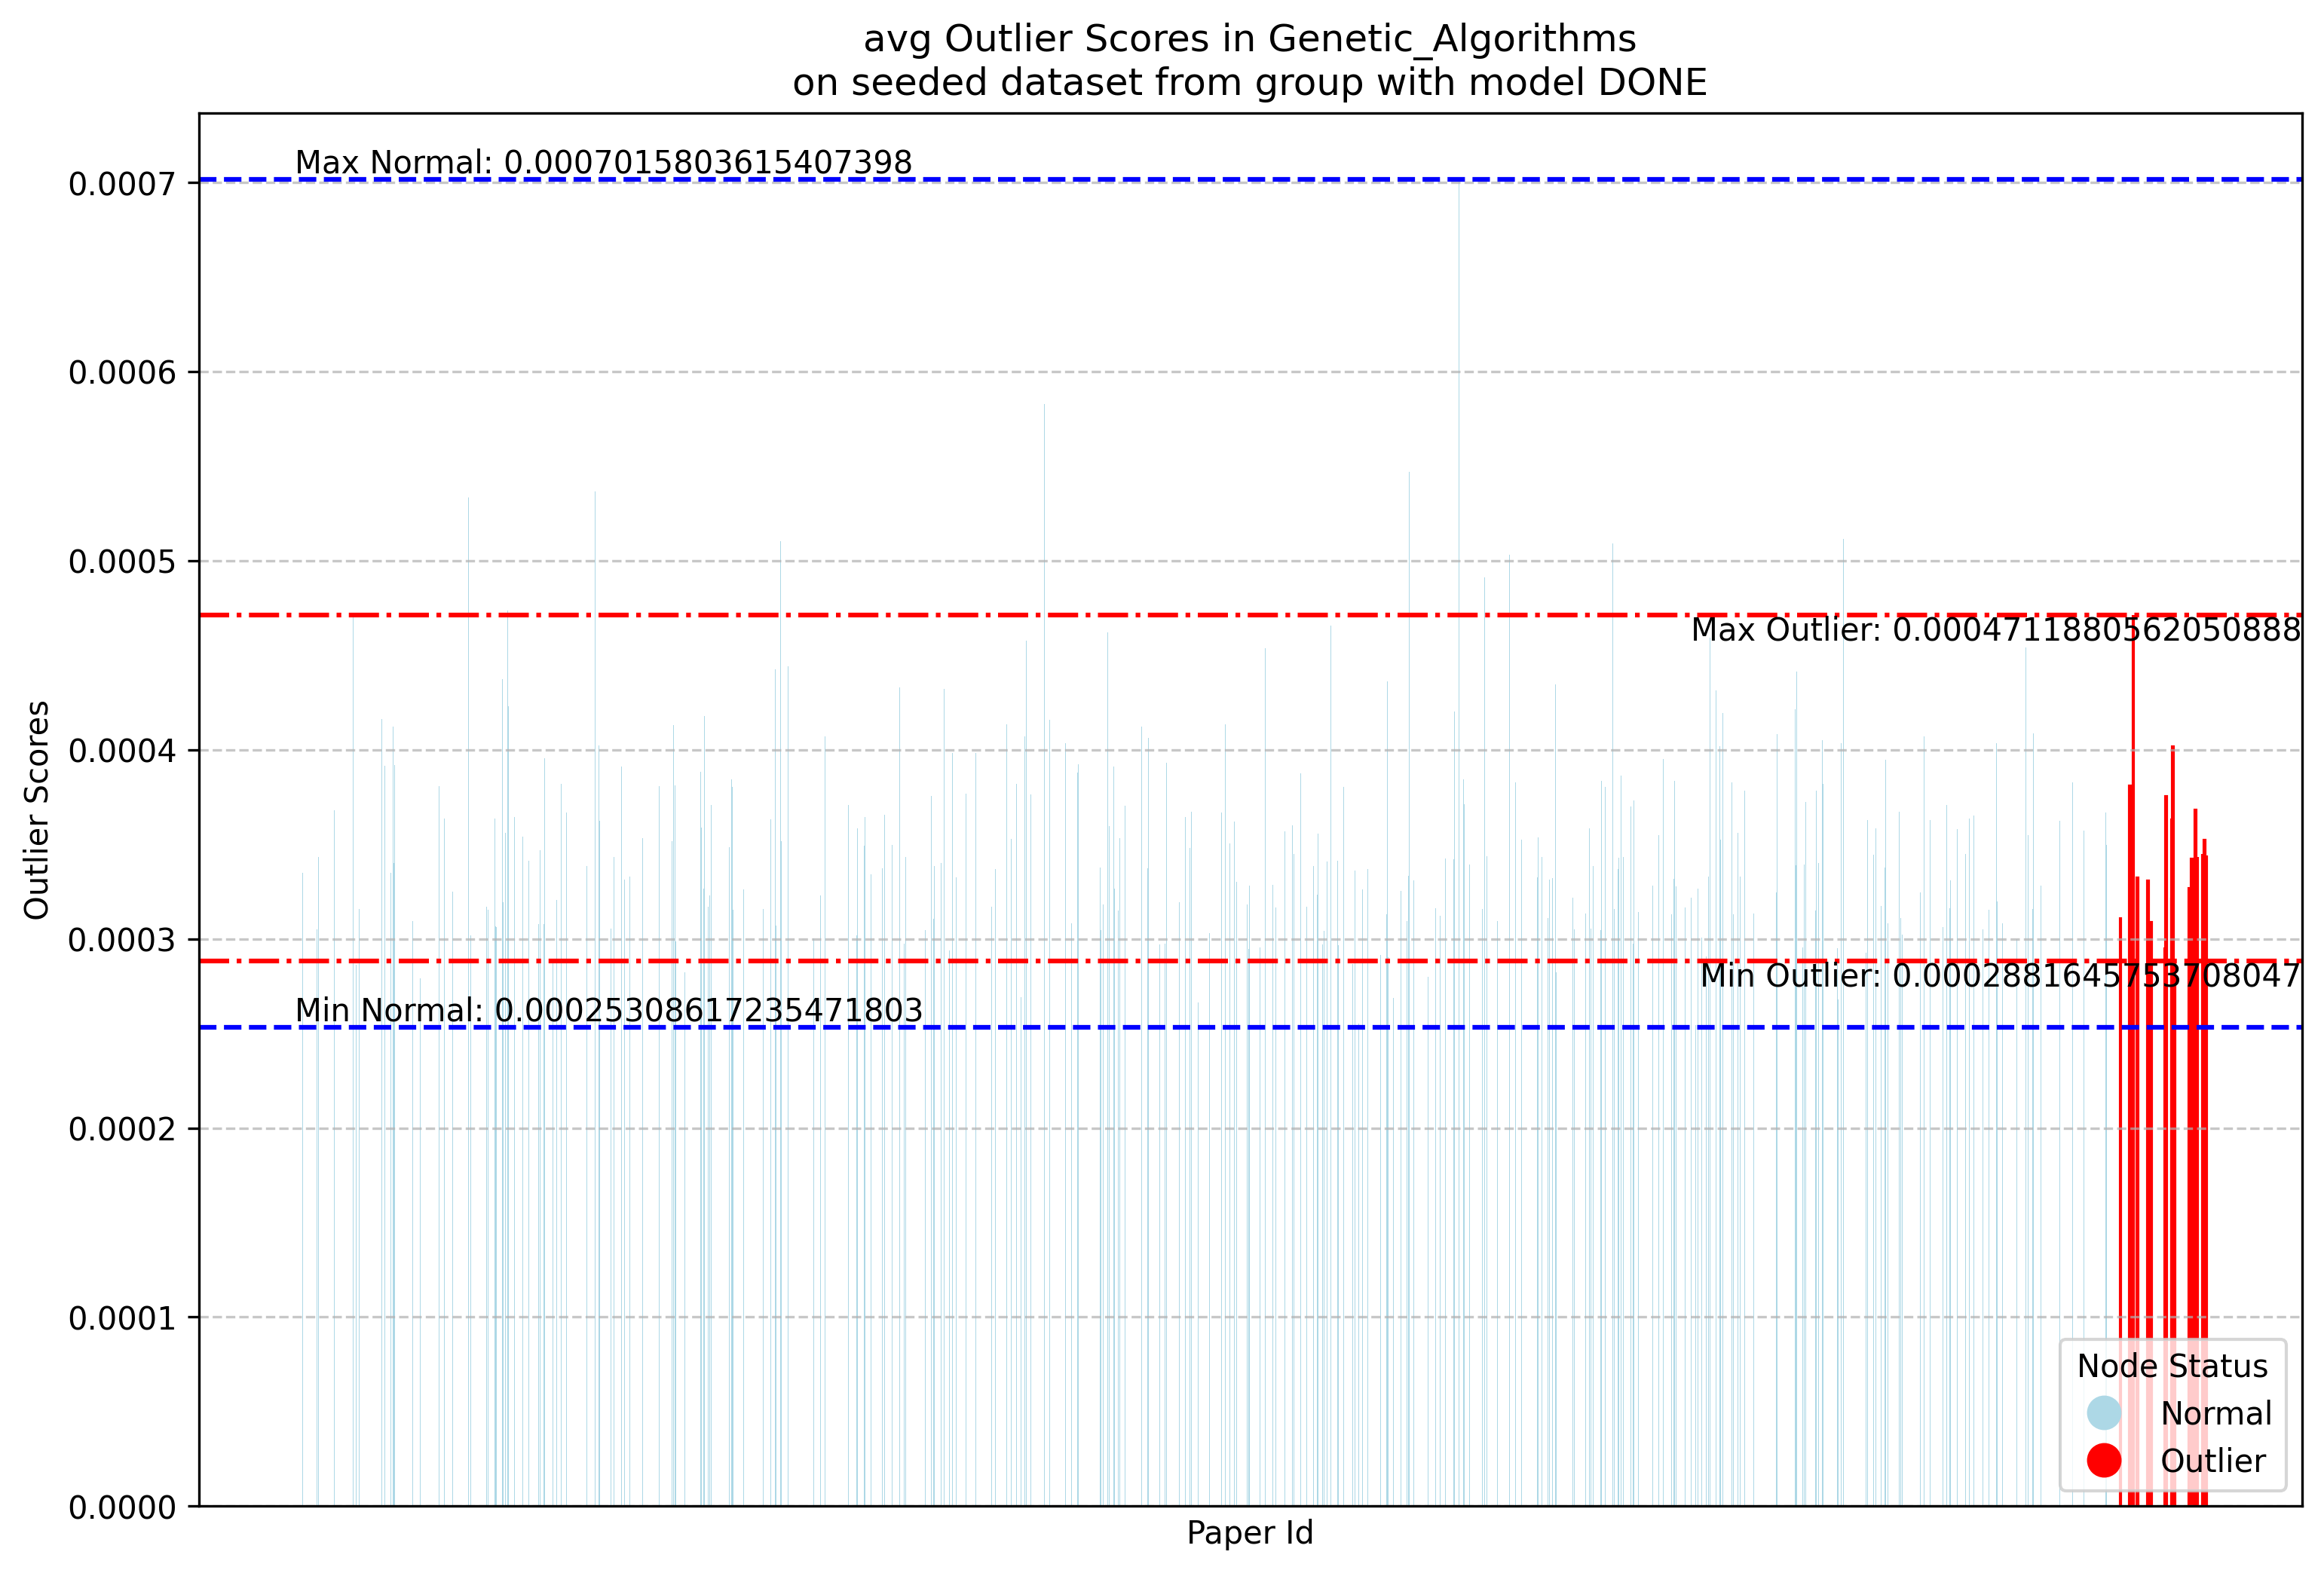 avg Outlier Scores in Genetic_Algorithms
on seeded dataset from group with model DONE
Max Normal: 0.0007015803615407398
0.0007
0.0006
0.0005
Max Outlier: 0.0004711880562050888
0.0004
Outlier Scores
0.0003
Min Outlier: 0.0002881645753708047
Min Normal: 0.00025308617235471803
0.0002
0.0001
0.0000
Node Status
Normal
Outlier
Paper Id